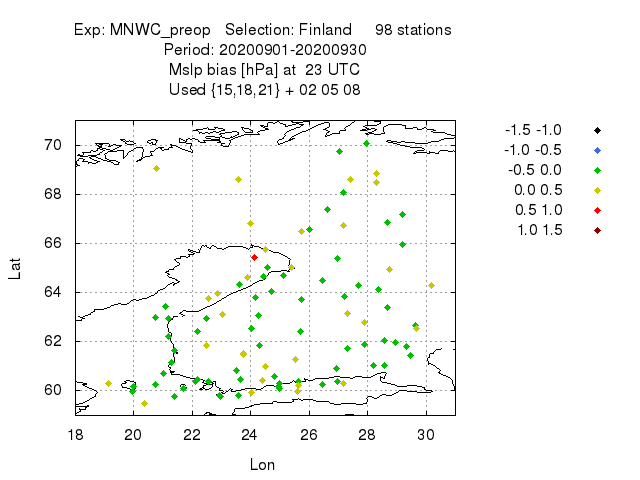 Exp: MNWC_preop   Selection: Finland     98 stations
Period: 20200901-20200930
Mslp bias [hPa] at  23 UTC
Used {15,18,21} + 02 05 08
-1.5 -1.0
-1.0 -0.5
-0.5 0.0
0.0 0.5
0.5 1.0
1.0 1.5
70
68
66
64
62
60
Lat
18 20 22 24 26 28 30
Lon